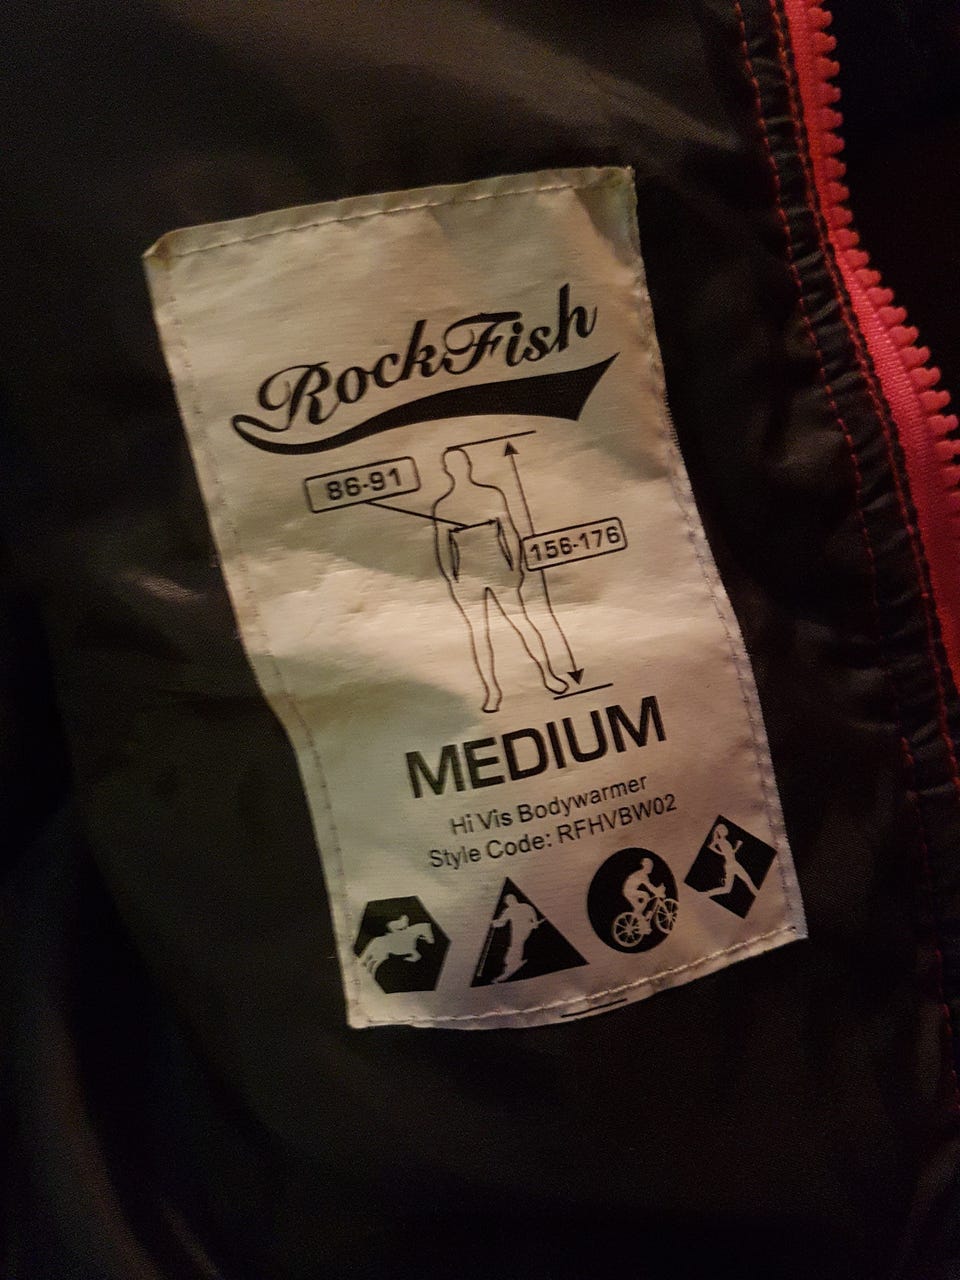 RockFish
86-91
156-176
MEDIUM
Hi Vis Bodywarmer
Style Code: RFHVBW02